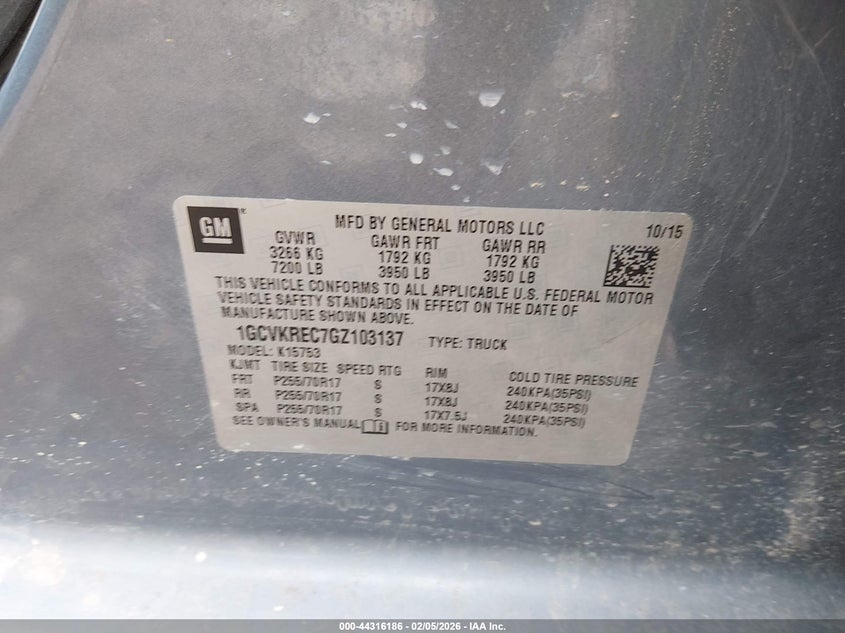 GM ®
MFD BY GENERAL MOTORS LLC 10/15
GVWR GAWR FRT GAWR RR
3266 KG 1792 KG 1792 KG
7200 LB 3950 LB 3950 LB
THIS VEHICLE CONFORMS TO ALL APPLICABLE U.S. FEDERAL MOTOR
VEHICLE SAFETY STANDARDS IN EFFECT ON THE DATE OF
MANUFACTURE SHOWN ABOVE.
1GCVKREC7GZ103137 TYPE: TRUCK
MODEL: K15753
KJMT TIRE SIZE SPEED RTG RIM COLD TIRE PRESSURE
FRT P255/70R17 S 17X8J 240KPA(35PSI)
RR P255/70R17 S 17X8J 240KPA(35PSI)
SPA P255/70R17 S 17X7.5J 240KPA(35PSI)
SEE OWNER'S MANUAL i FOR MORE INFORMATION.
000-44316186 - 02/05/2026 - IAA Inc.